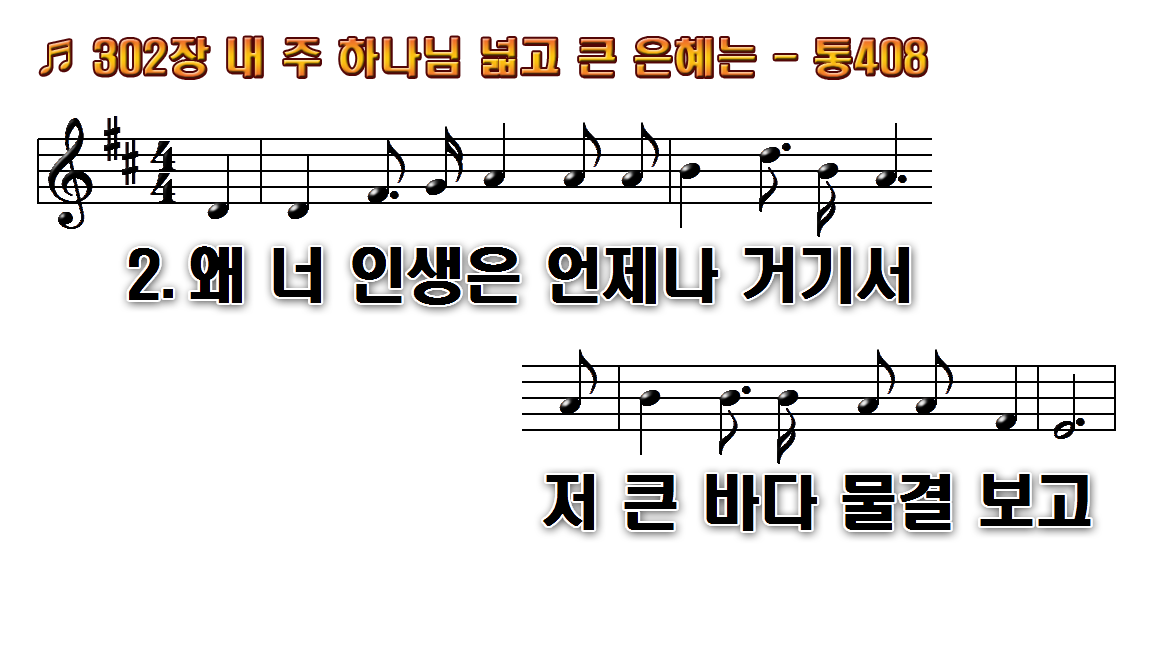 ♬ 302장 내 주 하나님 넓고 큰 은혜는 - 통408
4
4
2. 왜 너 인생은 언제나 거기서
저 큰 바다 물결 보고